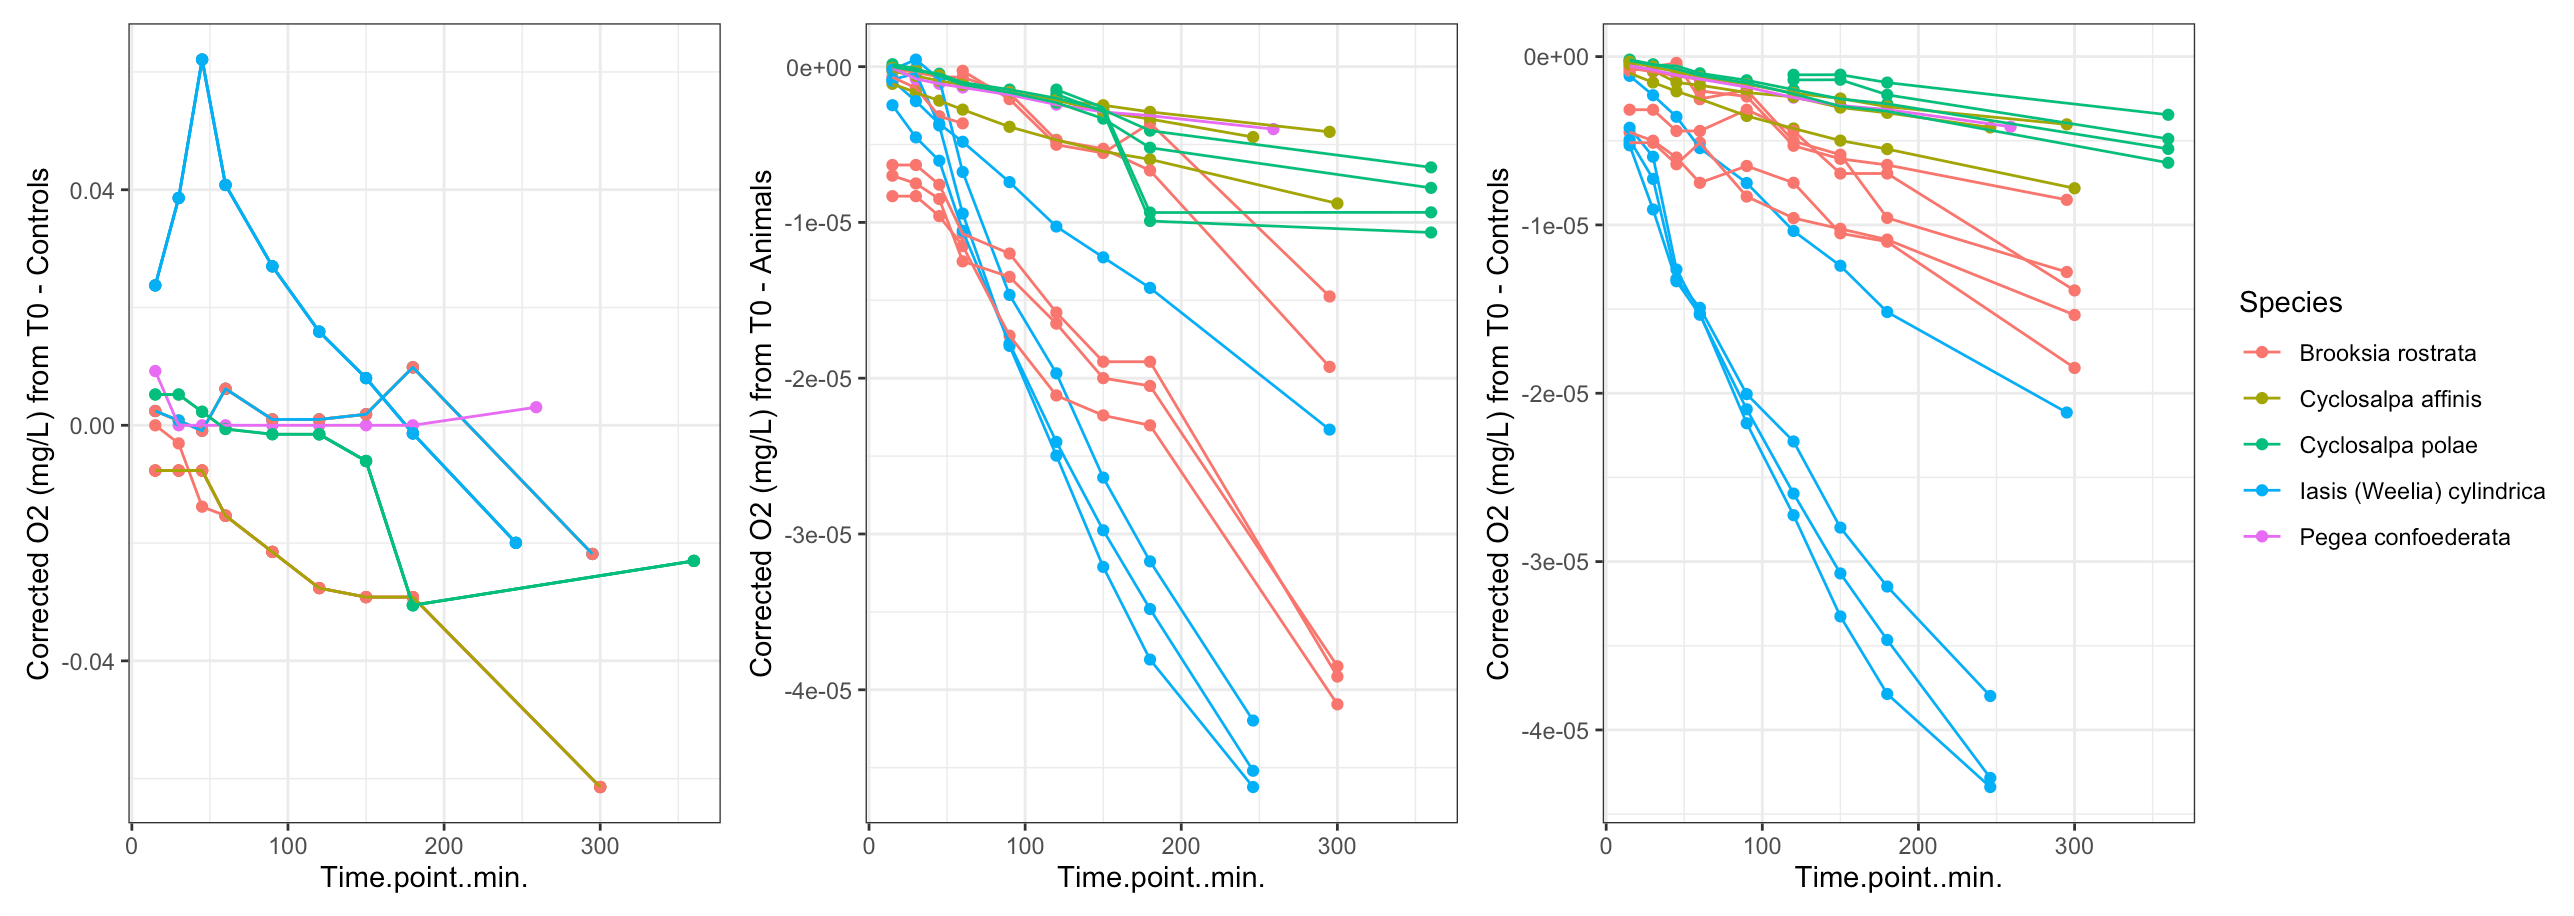 Corrected O2 (mg/L) from T0 - Controls
0.04
0.00
-0.04
0
100
200
300
Time.point..min.
Corrected O2 (mg/L) from T0 - Animals
0e+00
-1e-05
-2e-05
-3e-05
-4e-05
0
100
200
300
Time.point..min.
Corrected O2 (mg/L) from T0 - Controls
0e+00
-1e-05
-2e-05
-3e-05
-4e-05
0
100
200
300
Time.point..min.
Species
Brooksia rostrata
Cyclosalpa affinis
Cyclosalpa polae
Iasis (Weelia) cylindrica
Pegea confoederata